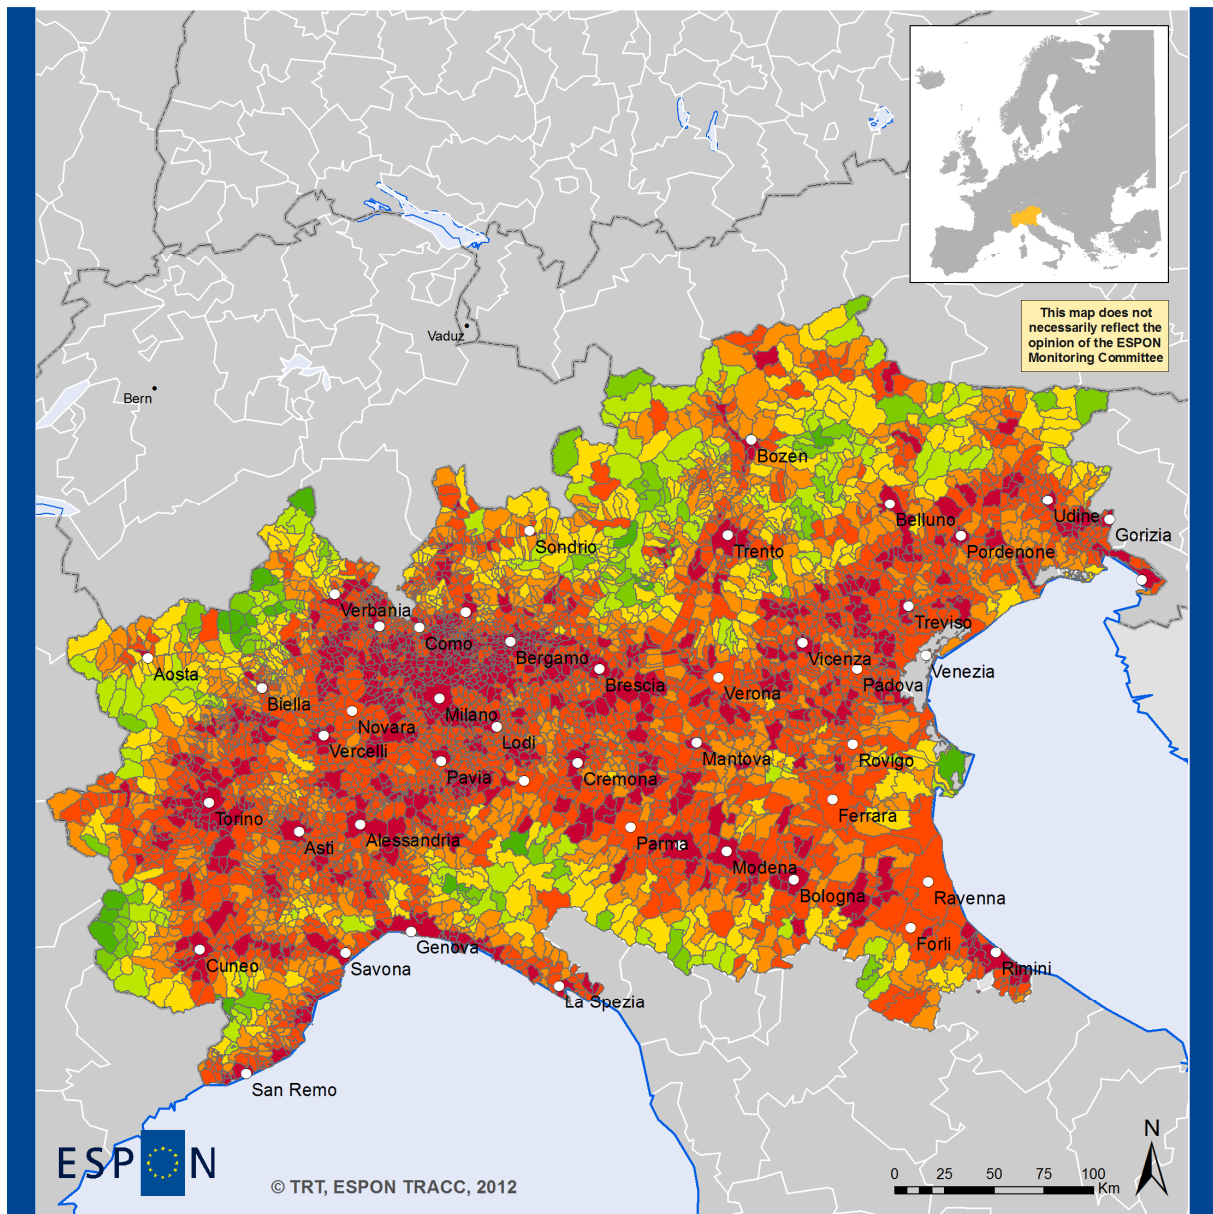 This map does not
necessarily reflect the
opinion of the ESPON
Monitoring Committee
Vaduz
Bern
Bozen
Belluno
Udine
Gorizia
Sondrio
Trento
Pordenone
Verbania
Treviso
Como
Bergamo
Vicenza
Venezia
Aosta
Brescia
Verona
Padova
Biella
Milano
Novara
Lodi
Vercelli
Mantova
Rovigo
Pavia
Cremona
Torino
Ferrara
Asti
Alessandria
Parma
Modena
Bologna
Ravenna
Genova
Forli
Cuneo
Savona
Rimini
La Spezia
San Remo
N
ESPON
0 25 50 75 100
Km
© TRT, ESPON TRACC, 2012